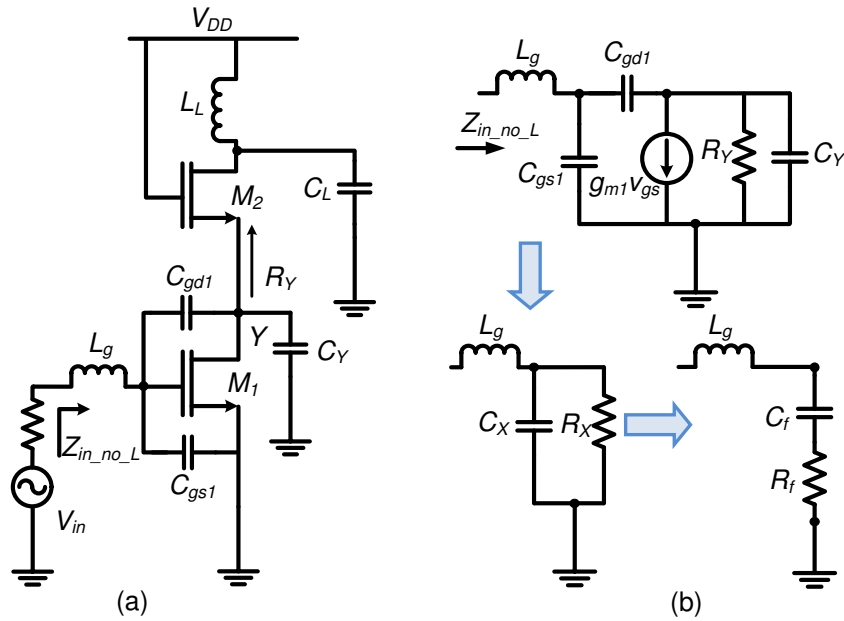 V_DD
L_L
M_2
C_L
C_gd1
R_Y
L_g
Y
C_Y
M_1
Z_in_no_L
C_gs1
V_in
(a)
L_g
C_gd1
Z_in_no_L
C_gs1
g_m1v_gs
R_Y
C_Y
L_g
C_X
R_X
L_g
C_f
R_f
(b)